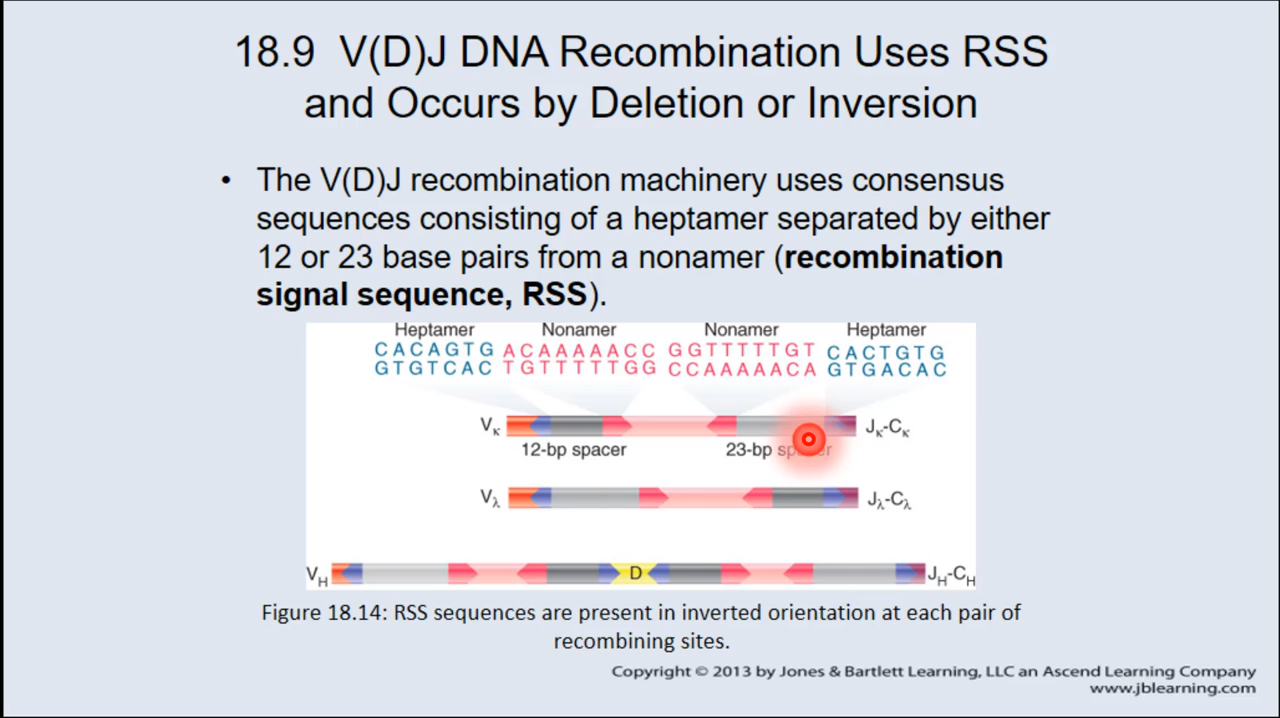 18.9 V(D)J DNA Recombination Uses RSS
and Occurs by Deletion or Inversion
• The V(D)J recombination machinery uses consensus
sequences consisting of a heptamer separated by either
12 or 23 base pairs from a nonamer (recombination
signal sequence, RSS).
Heptamer Nonamer Nonamer Heptamer
CACAGTG ACAAAAACC GGTTTTTGT CACTGTG
GTGTCAC TGTTTTTGG CCAAAAACA GTGACAC
Vκ Jκ-Cκ
12-bp spacer 23-bp spacer
Vλ Jλ-Cλ
VH D JH-CH
Figure 18.14: RSS sequences are present in inverted orientation at each pair of
recombining sites.
Copyright © 2013 by Jones & Bartlett Learning, LLC an Ascend Learning Company
www.jblearning.com